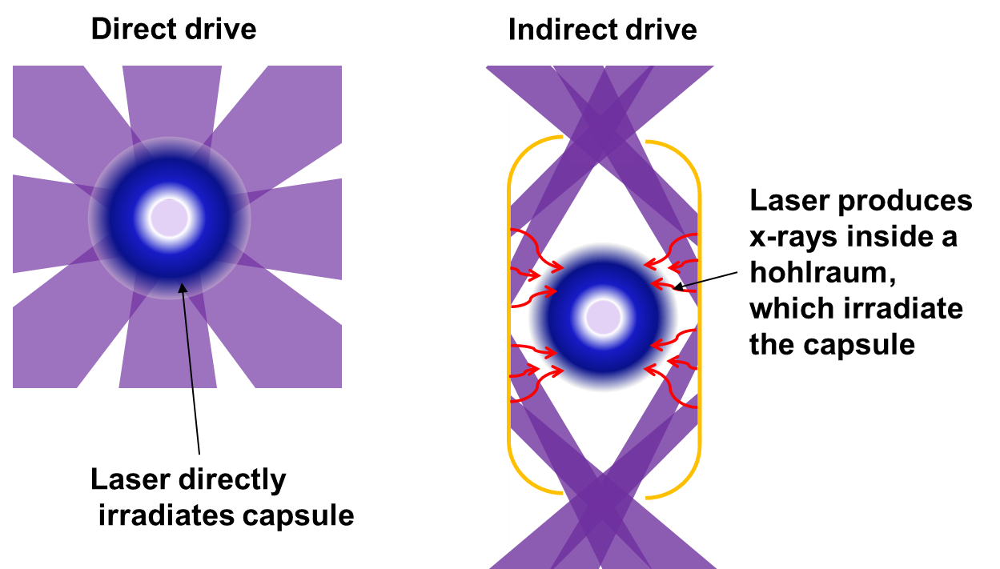 Direct drive
Indirect drive
Laser produces
x-rays inside a
hohlraum,
which irradiate
the capsule
Laser directly
irradiates capsule